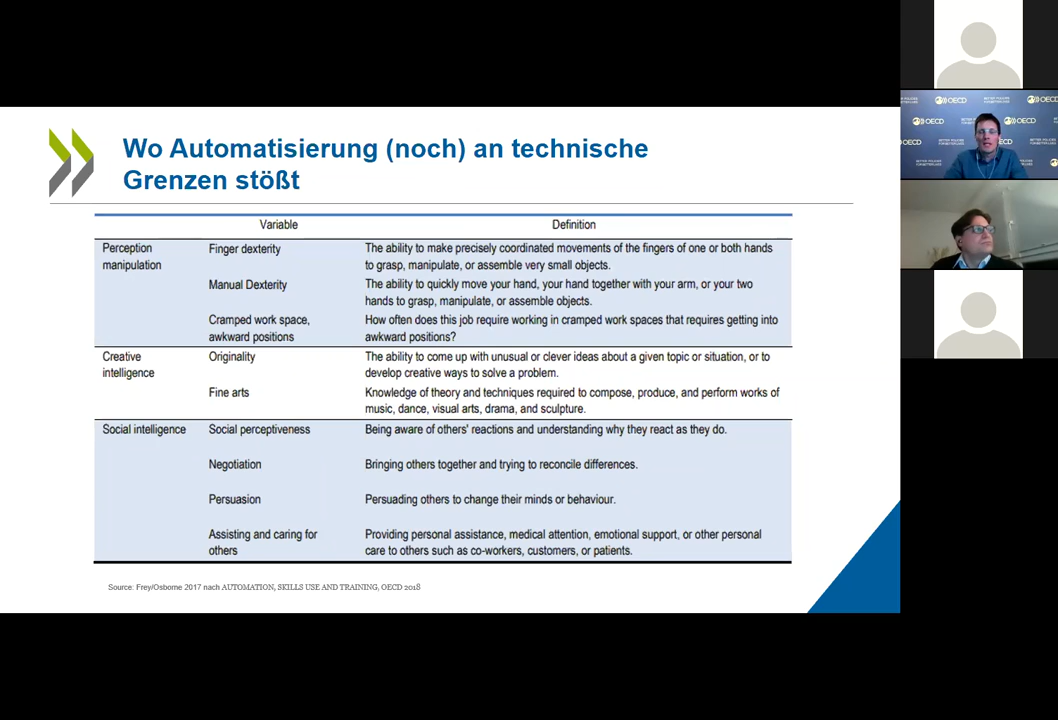 Wo Automatisierung (noch) an technische
Grenzen stößt
Variable Definition
Perception manipulation Finger dexterity The ability to make precisely coordinated movements of the fingers of one or both hands
to grasp, manipulate, or assemble very small objects.
Manual Dexterity The ability to quickly move your hand, your hand together with your arm, or your two
hands to grasp, manipulate, or assemble objects.
Cramped work space, awkward positions How often does this job require working in cramped work spaces that requires getting into
awkward positions?
Creative intelligence Originality The ability to come up with unusual or clever ideas about a given topic or situation, or to
develop creative ways to solve a problem.
Fine arts Knowledge of theory and techniques required to compose, produce, and perform works of
music, dance, visual arts, drama, and sculpture.
Social intelligence Social perceptiveness Being aware of others' reactions and understanding why they react as they do.
Negotiation Bringing others together and trying to reconcile differences.
Persuasion Persuading others to change their minds or behaviour.
Assisting and caring for others Providing personal assistance, medical attention, emotional support, or other personal
care to others such as co-workers, customers, or patients.
Source: Frey/Osborne 2017 nach AUTOMATION, SKILLS USE AND TRAINING, OECD 2018
OECD
OECD
OECD
OECD
OECD